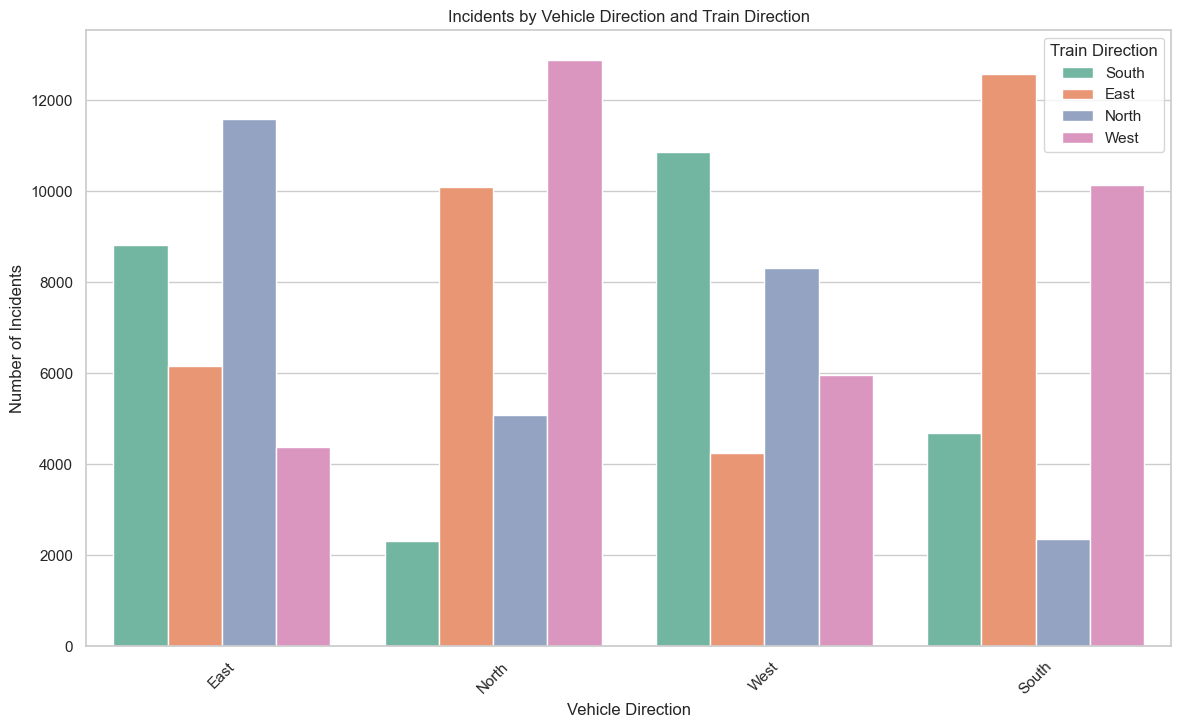 Incidents by Vehicle Direction and Train Direction
Train Direction
South
East
North
West
12000
10000
8000
6000
4000
2000
0
Number of Incidents
East
North
West
South
Vehicle Direction